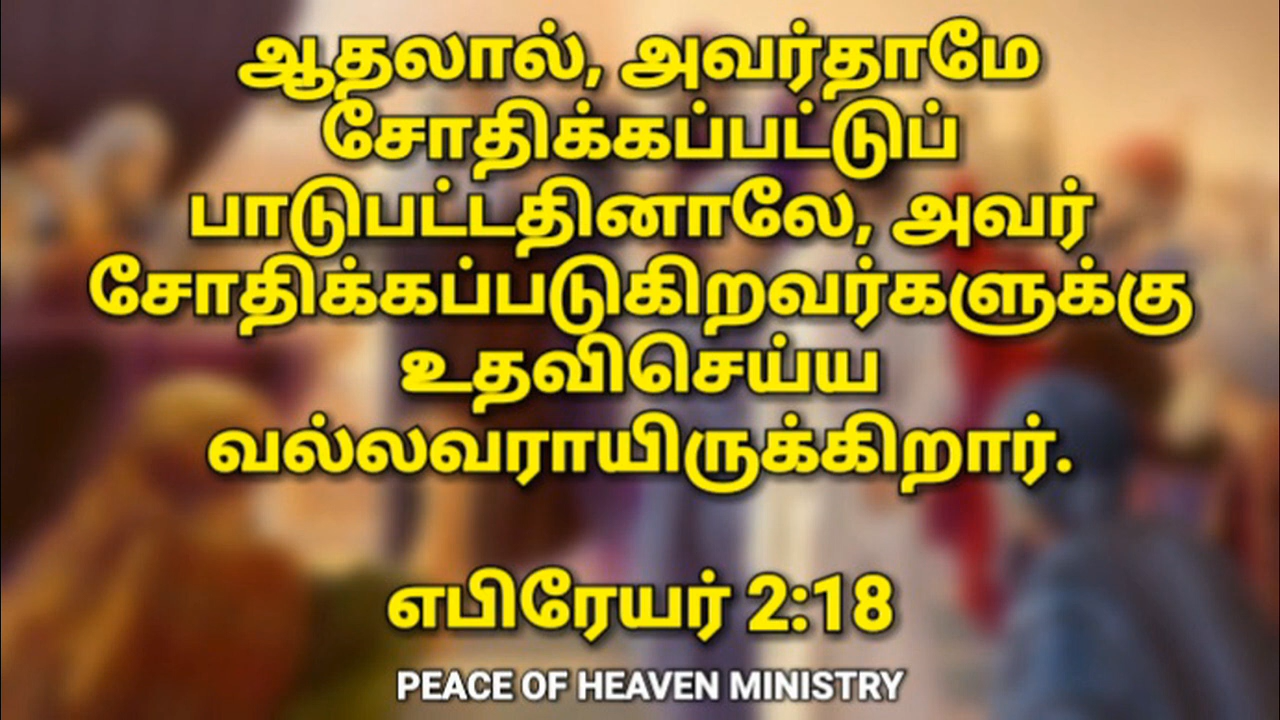 ஆதலால், அவர்தாமே
சோதிக்கப்பட்டுப்
பாடுபட்டதினாலே, அவர்
சோதிக்கப்படுகிறவர்களுக்கு
உதவிசெய்ய
வல்லவராயிருக்கிறார்.
எபிரேயர் 2:18
PEACE OF HEAVEN MINISTRY